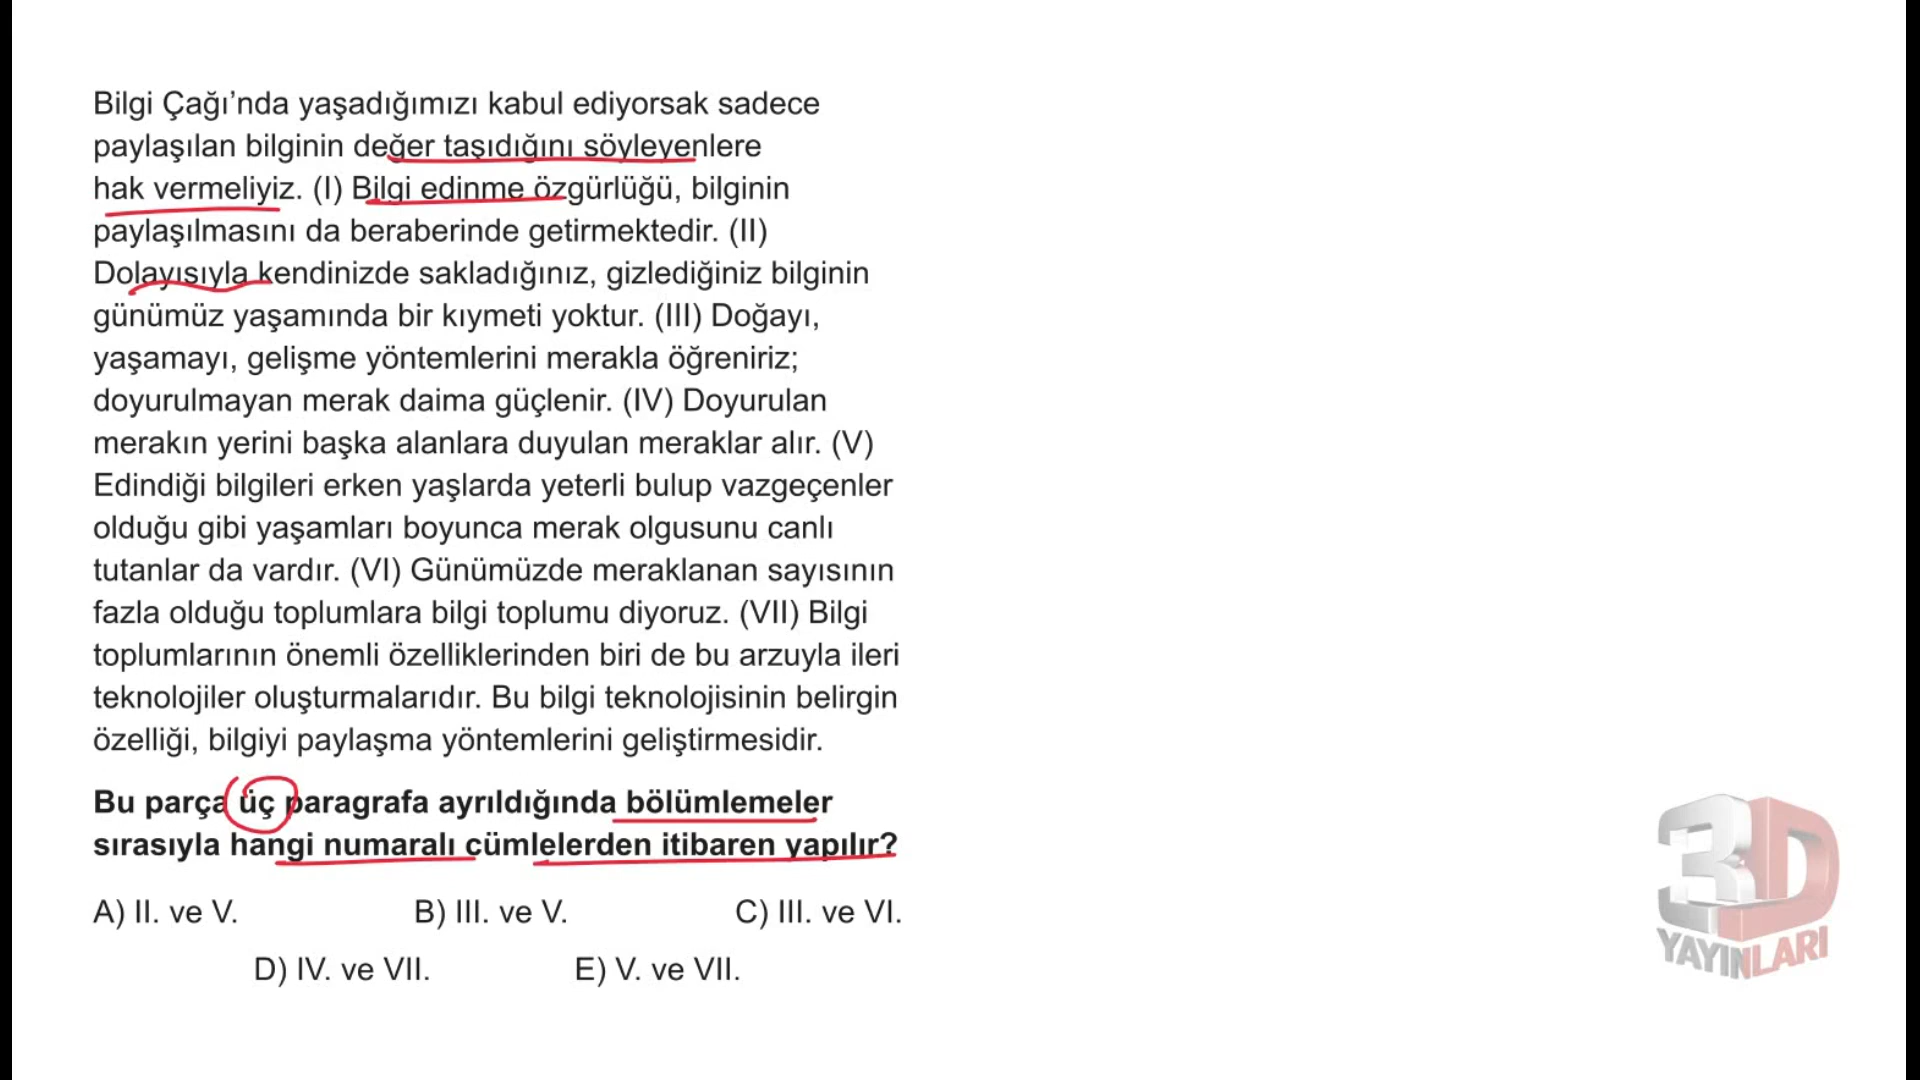 Bilgi Çağı’nda yaşadığımızı kabul ediyorsak sadece
paylaşılan bilginin değer taşıdığını söyleyenlere
hak vermeliyiz. (I) Bilgi edinme özgürlüğü, bilginin
paylaşılmasını da beraberinde getirmektedir. (II)
Dolayısıyla kendinizde sakladığınız, gizlediğiniz bilginin
günümüz yaşamında bir kıymeti yoktur. (III) Doğayı,
yaşamayı, gelişme yöntemlerini merakla öğreniriz;
doyurulmayan merak daima güçlenir. (IV) Doyurulan
merakın yerini başka alanlara duyulan meraklar alır. (V)
Edindiği bilgileri erken yaşlarda yeterli bulup vazgeçenler
olduğu gibi yaşamları boyunca merak olgusunu canlı
tutanlar da vardır. (VI) Günümüzde meraklanan sayısının
fazla olduğu toplumlara bilgi toplumu diyoruz. (VII) Bilgi
toplumlarının önemli özelliklerinden biri de bu arzuyla ileri
teknolojiler oluşturmalarıdır. Bu bilgi teknolojisinin belirgin
özelliği, bilgiyi paylaşma yöntemlerini geliştirmesidir.
Bu parça üç paragrafa ayrıldığında bölümlemeler
sırasıyla hangi numaralı cümlelerden itibaren yapılır?
A) II. ve V. B) III. ve V. C) III. ve VI.
D) IV. ve VII. E) V. ve VII.
3D
YAYINLARI